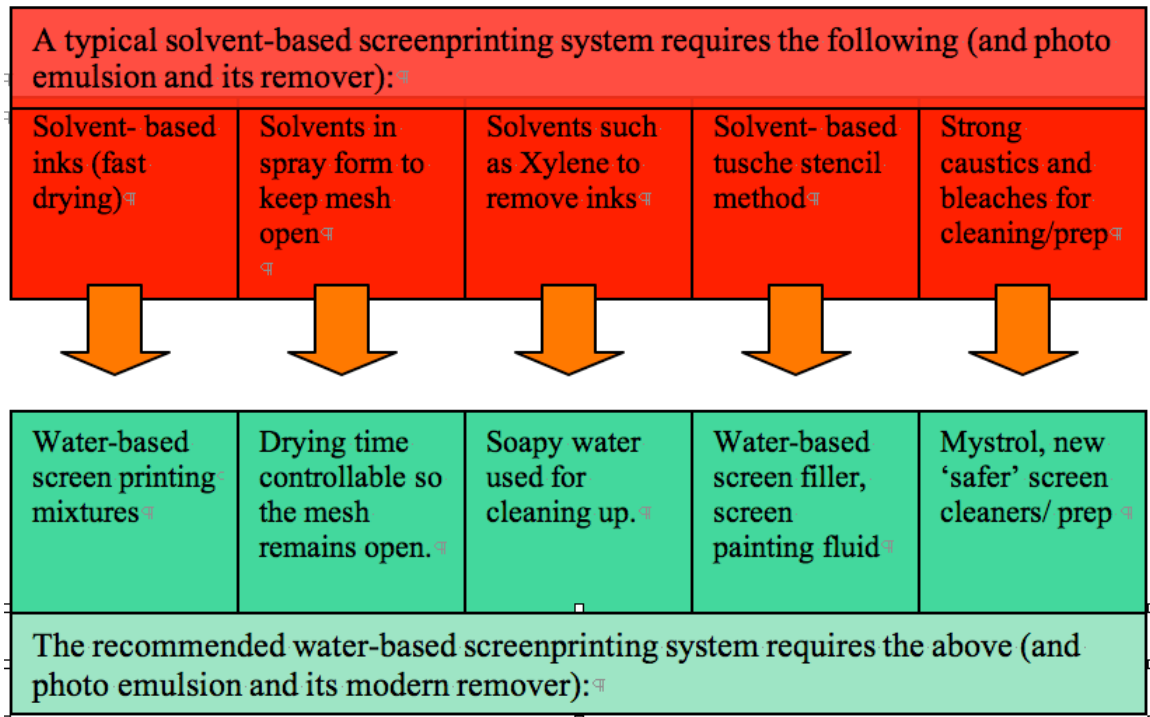 A typical solvent-based screenprinting system requires the following (and photo
emulsion and its remover):¶
Solvent- based
inks (fast
drying)¶
Solvents in
spray form to
keep mesh
open¶
¶
Solvents such
as Xylene to
remove inks¶
Solvent- based
tusche stencil
method¶
Strong
caustics and
bleaches for
cleaning/prep¶
Water-based
screen printing
mixtures¶
Drying time
controllable so
the mesh
remains open.¶
Soapy water
used for
cleaning up.¶
Water-based
screen filler,
screen
painting fluid¶
Mystrol, new
‘safer’ screen
cleaners/ prep ¶
The recommended water-based screenprinting system requires the above (and
photo emulsion and its modern remover):¶